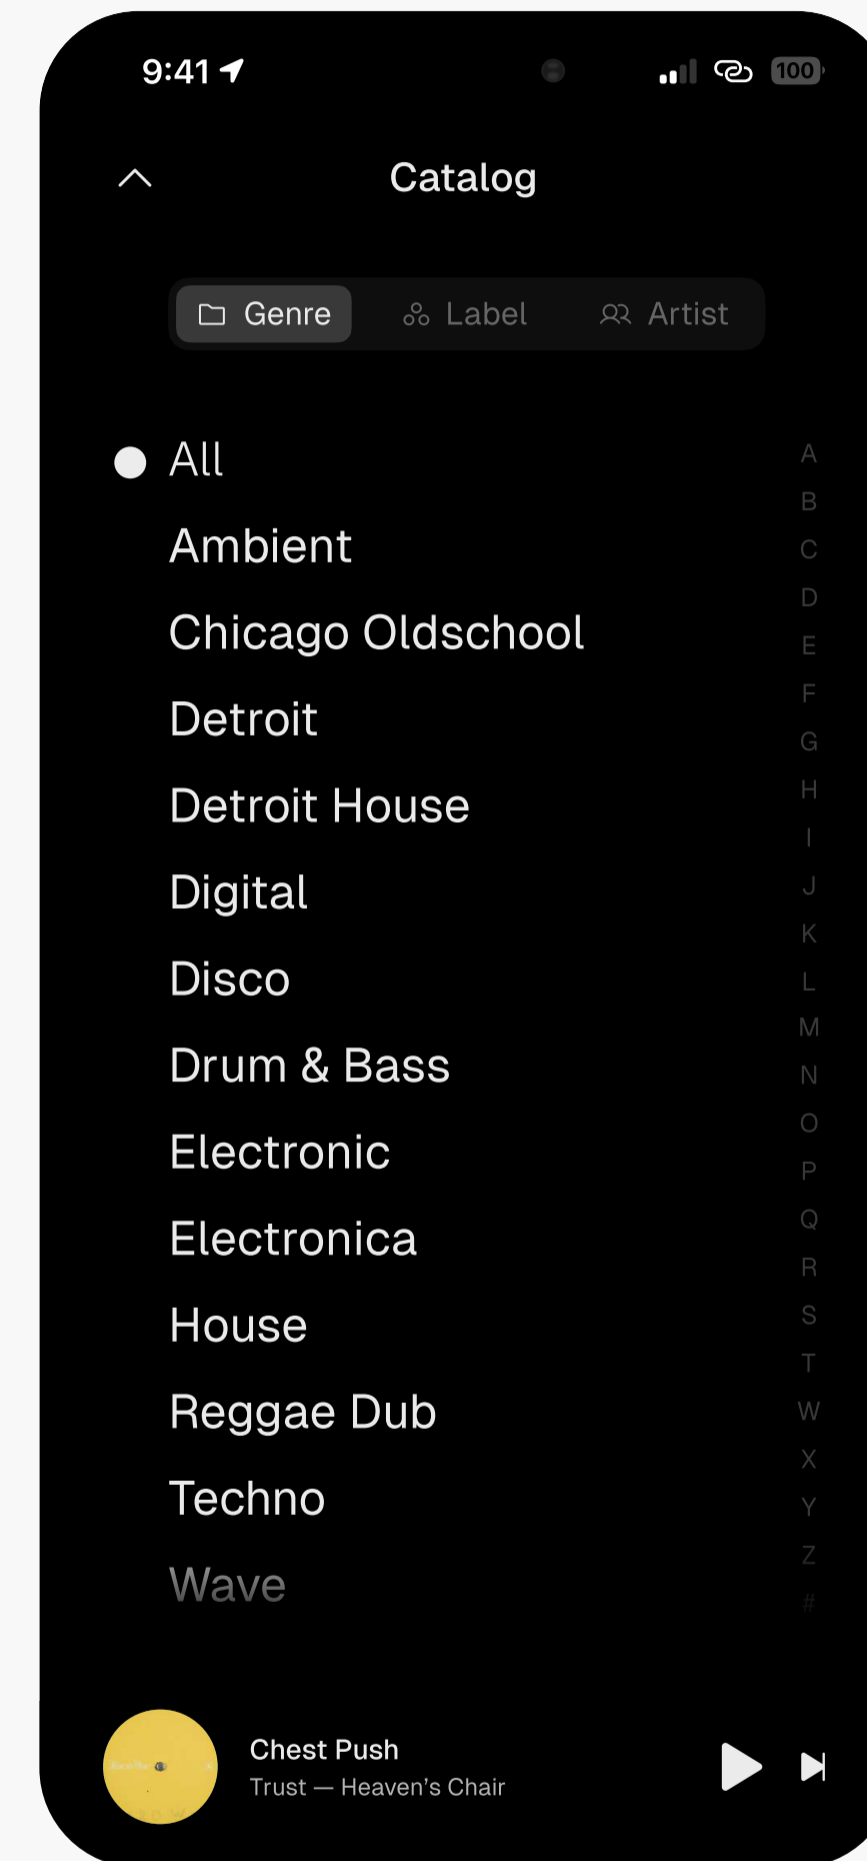 9:41
100
Catalog
Genre Label Artist
All
Ambient
Chicago Oldschool
Detroit
Detroit House
Digital
Disco
Drum & Bass
Electronic
Electronica
House
Reggae Dub
Techno
Wave
A
B
C
D
E
F
G
H
I
J
K
L
M
N
O
P
Q
R
S
T
W
X
Y
Z
#
Chest Push
Trust — Heaven’s Chair